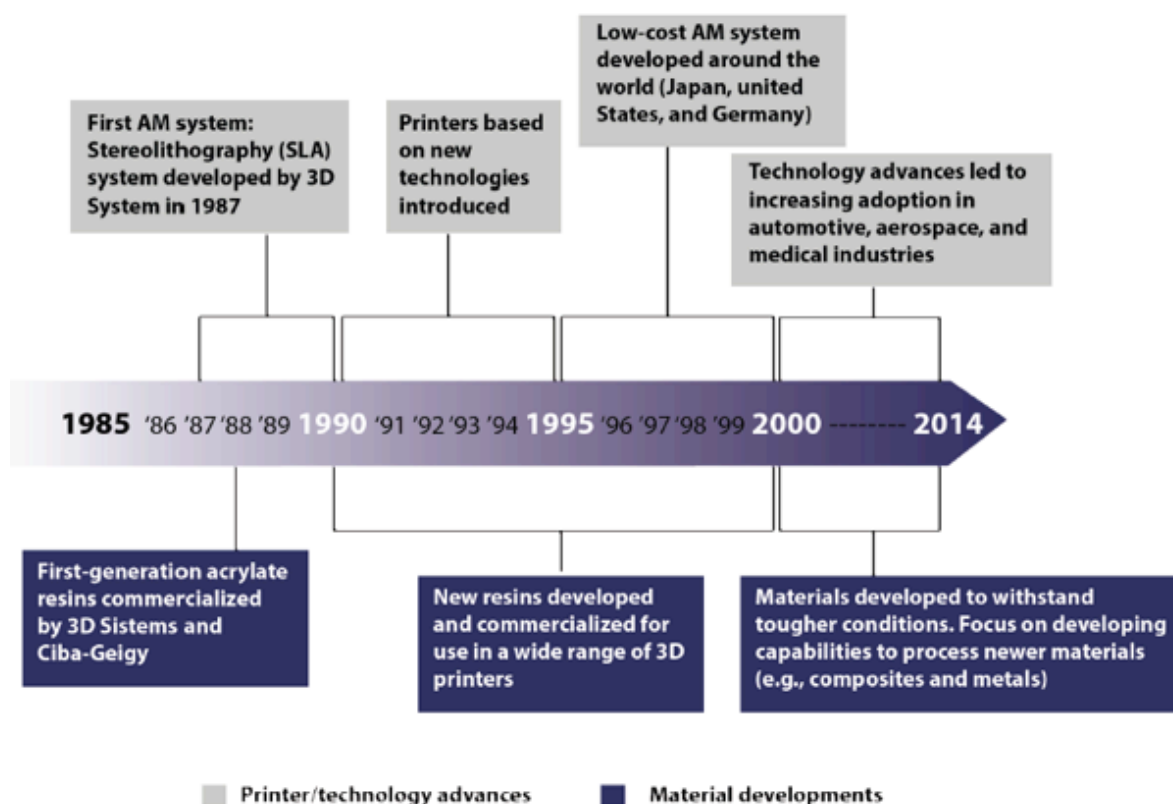 Low-cost AM system
developed around the
world (Japan, united
States, and Germany)
First AM system:
Stereolithography (SLA)
system developed by 3D
System in 1987
Printers based
on new
technologies
introduced
Technology advances led to
increasing adoption in
automotive, aerospace, and
medical industries
1985 '86 '87 '88 '89 1990 '91 '92 '93 '94 1995 '96 '97 '98 '99 2000 -------- 2014
First-generation acrylate
resins commercialized
by 3D Sistems and
Ciba-Geigy
New resins developed
and commercialized for
use in a wide range of 3D
printers
Materials developed to withstand
tougher conditions. Focus on developing
capabilities to process newer materials
(e.g., composites and metals)
Printer/technology advances
Material developments